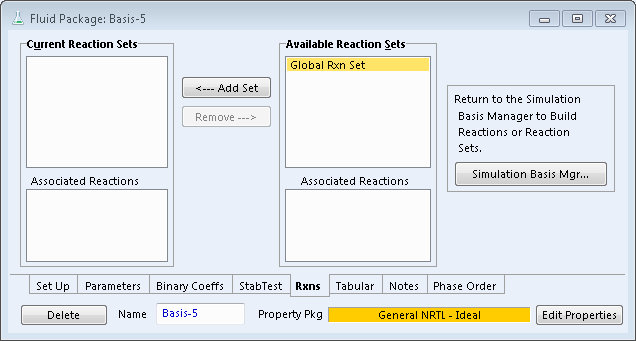 Fluid Package: Basis-5
Current Reaction Sets
Available Reaction Sets
Global Rxn Set
<--- Add Set
Remove --->
Return to the Simulation
Basis Manager to Build
Reactions or Reaction
Sets.
Simulation Basis Mgr...
Associated Reactions
Associated Reactions
Set Up
Parameters
Binary Coeffs
StabTest
Rxns
Tabular
Notes
Phase Order
Delete
Name
Basis-5
Property Pkg
General NRTL - Ideal
Edit Properties